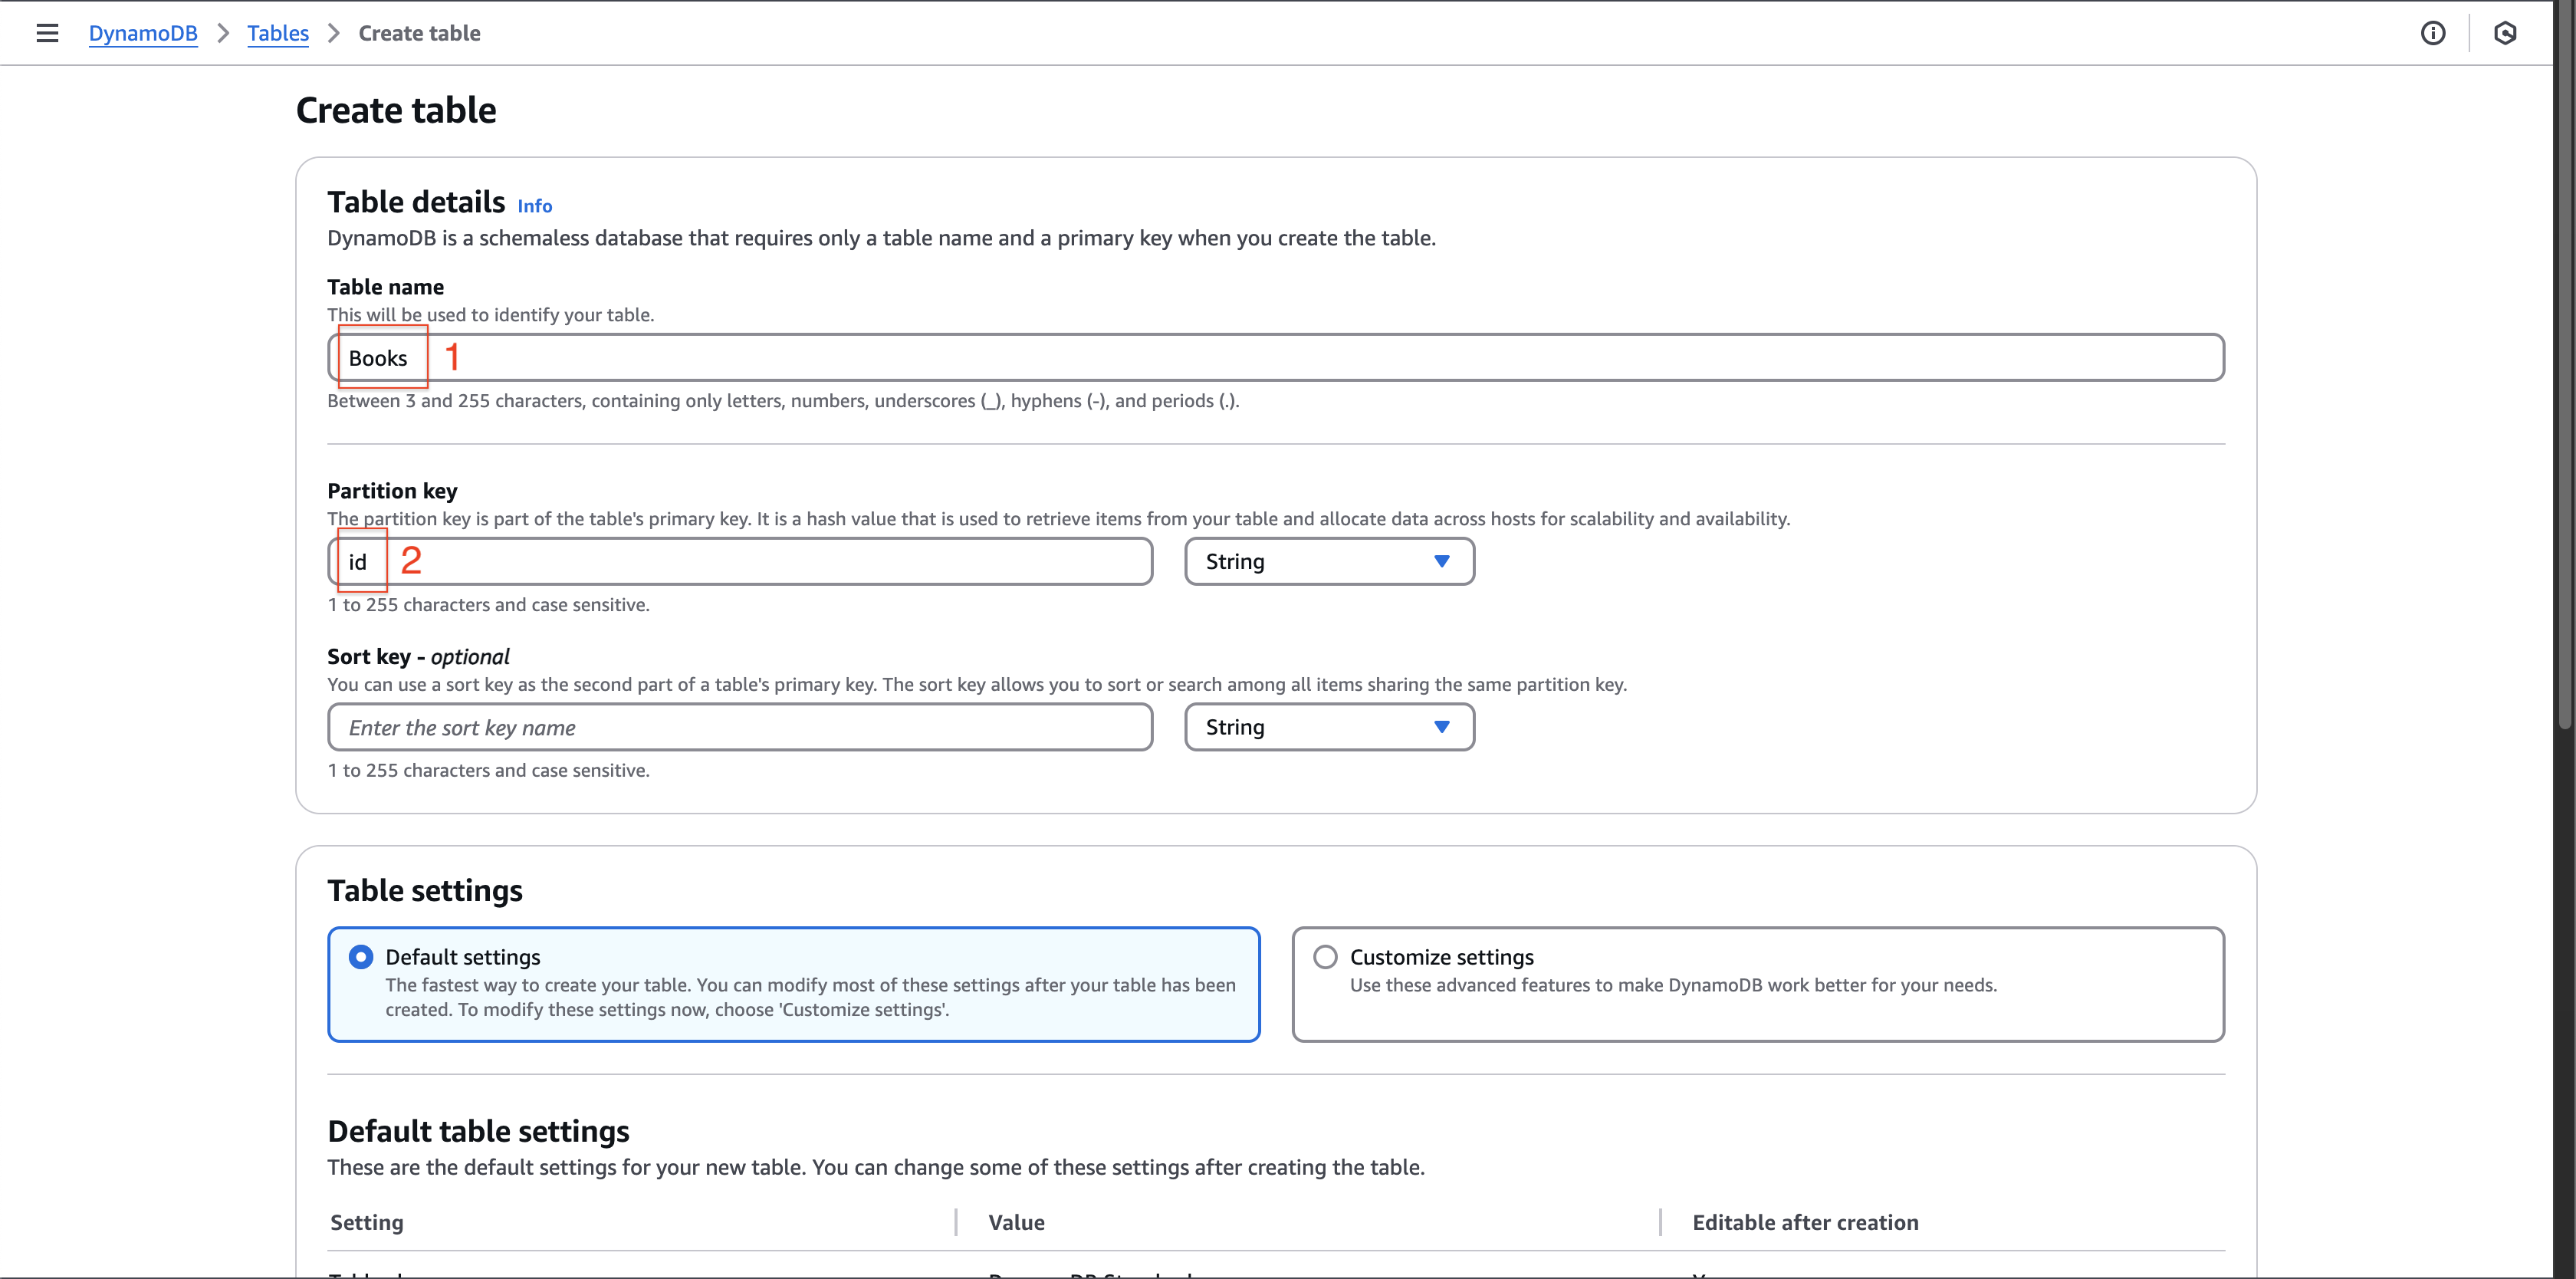 DynamoDB > Tables > Create table
Create table
Table details Info
DynamoDB is a schemaless database that requires only a table name and a primary key when you create the table.
Table name
This will be used to identify your table.
Books 1
Between 3 and 255 characters, containing only letters, numbers, underscores (_), hyphens (-), and periods (.).
Partition key
The partition key is part of the table's primary key. It is a hash value that is used to retrieve items from your table and allocate data across hosts for scalability and availability.
id 2 String
1 to 255 characters and case sensitive.
Sort key - optional
You can use a sort key as the second part of a table's primary key. The sort key allows you to sort or search among all items sharing the same partition key.
Enter the sort key name String
1 to 255 characters and case sensitive.
Table settings
Default settings
The fastest way to create your table. You can modify most of these settings after your table has been
created. To modify these settings now, choose 'Customize settings'.
Customize settings
Use these advanced features to make DynamoDB work better for your needs.
Default table settings
These are the default settings for your new table. You can change some of these settings after creating the table.
Setting Value Editable after creation